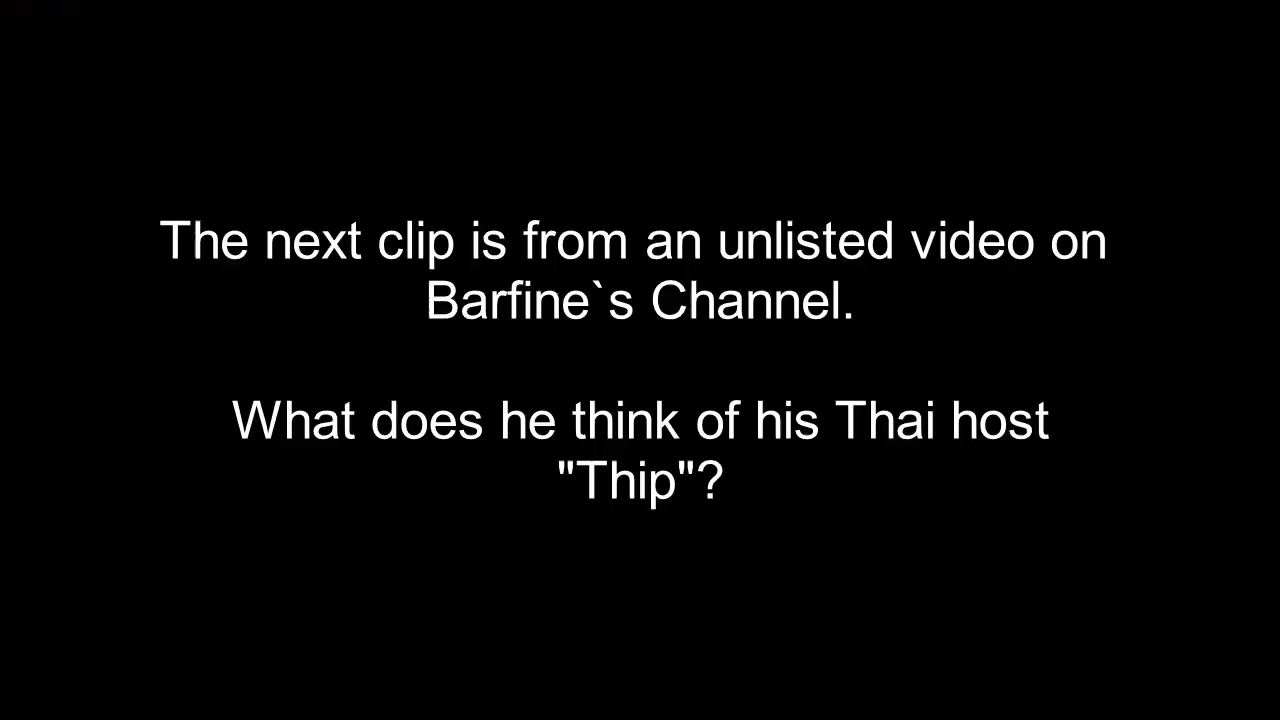 The next clip is from an unlisted video on
Barfine`s Channel.
What does he think of his Thai host
"Thip"?